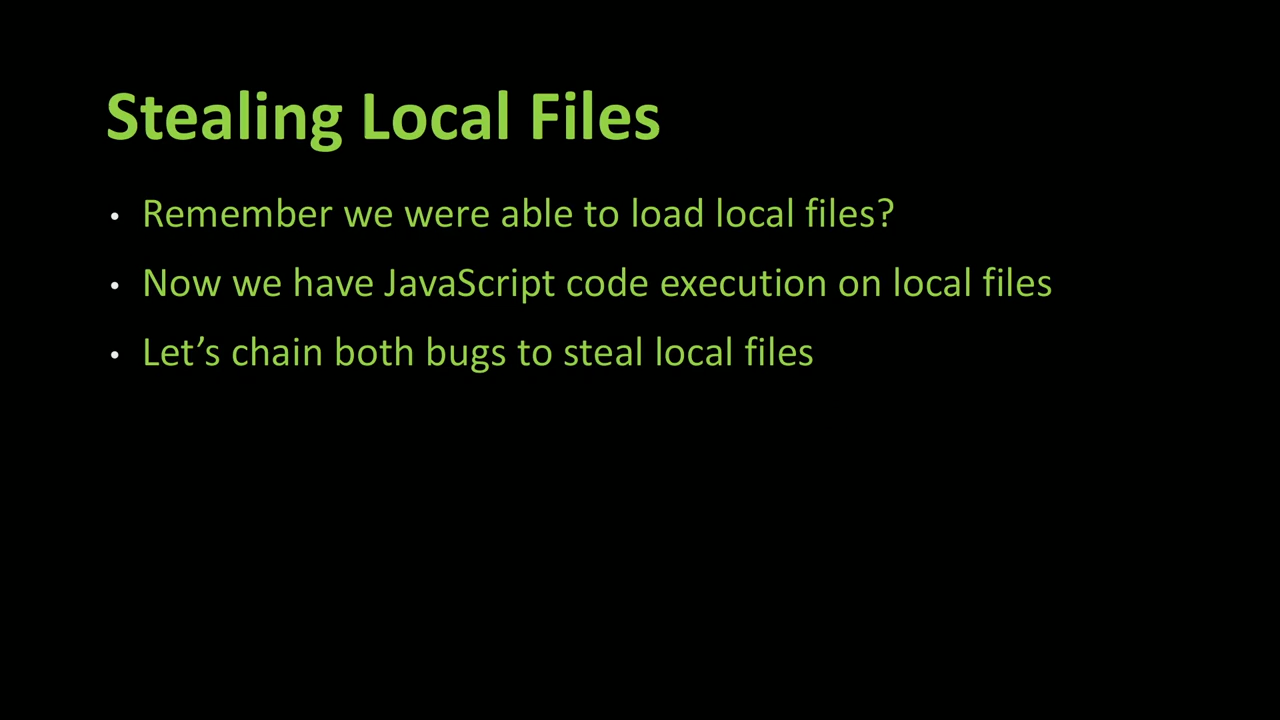 Stealing Local Files
• Remember we were able to load local files?
• Now we have JavaScript code execution on local files
• Let’s chain both bugs to steal local files